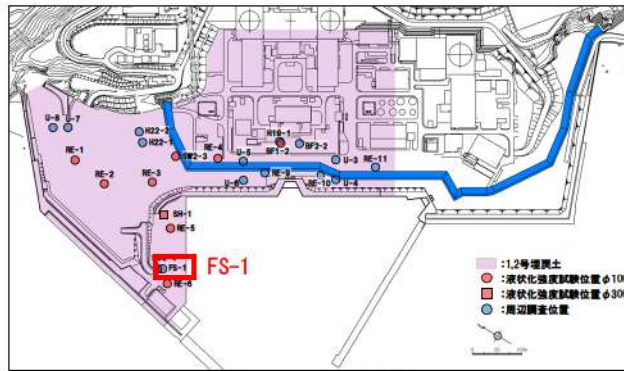 U-8
U-7
H22-2
H22-1
RE-1
SW2-3
RE-4
H19-1
BF1-2
BF2-2
U-5
U-3
RE-11
RE-2
RE-3
U-6
RE-9
RE-10
U-4
SH-1
RE-5
FS-1
FS-1
RE-6
:1,2号埋戻土
:液状化強度試験位置φ100
:液状化強度試験位置φ300
:周辺調査位置